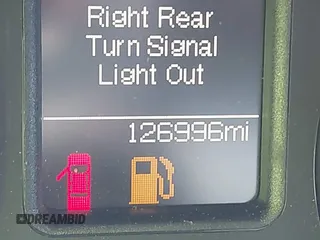 Right Rear
Turn Signal
Light Out
126996mi
DREAMBID